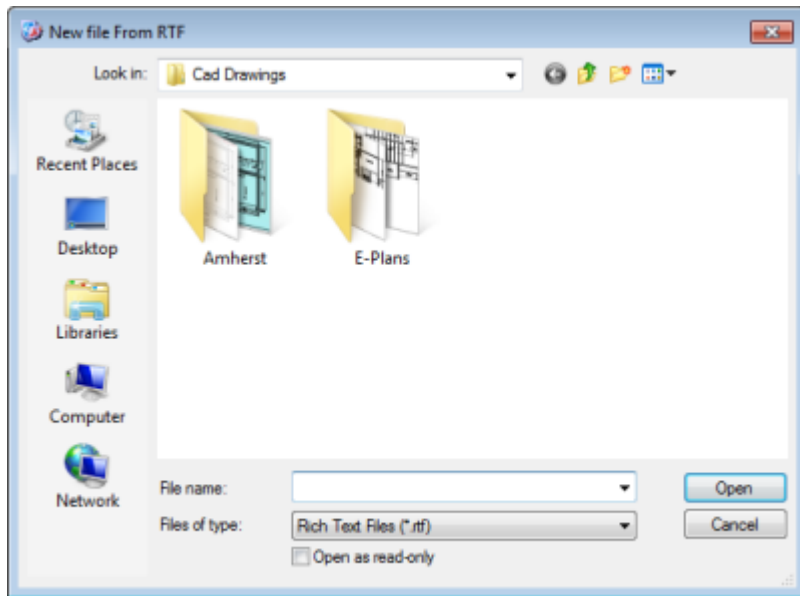 New file From RTF
Look in: Cad Drawings
Recent Places
Desktop
Libraries
Computer
Network
Amherst E-Plans
File name: Open
Files of type: Rich Text Files (*.rtf) Cancel
Open as read-only